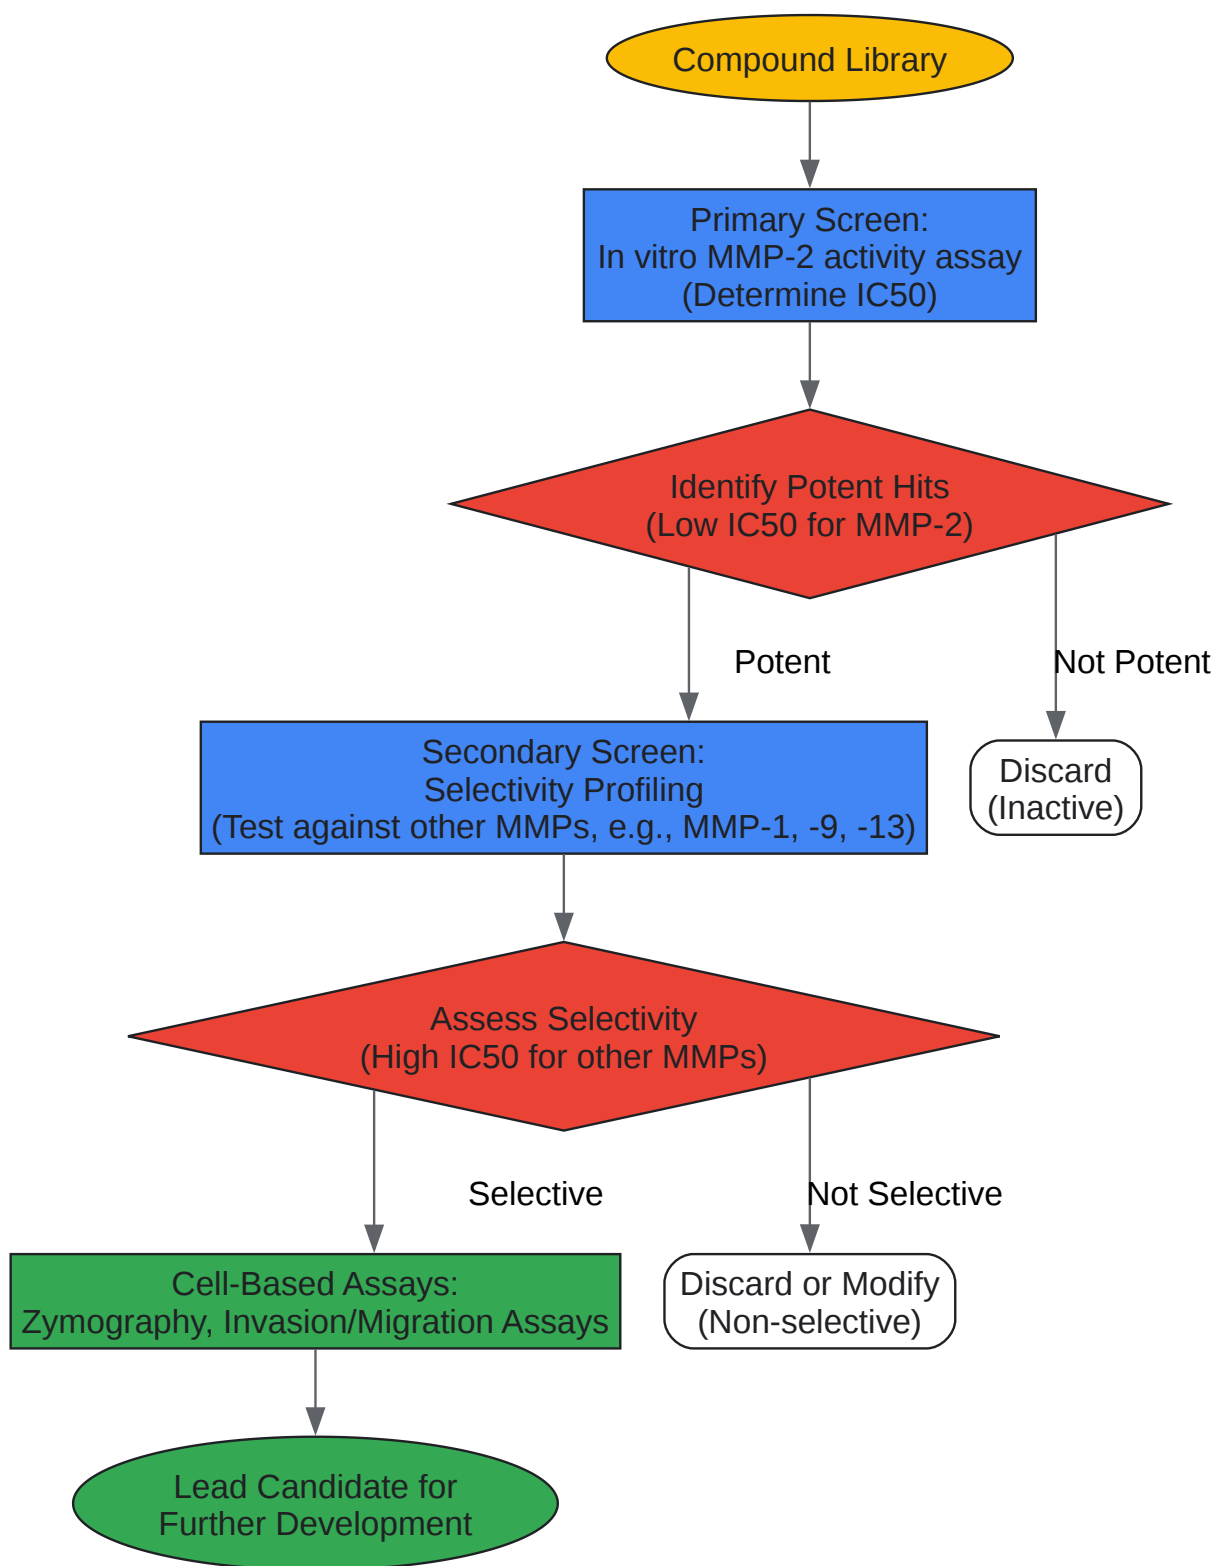 Compound Library
Primary Screen:
In vitro MMP-2 activity assay
(Determine IC50)
Identify Potent Hits
(Low IC50 for MMP-2)
Potent
Not Potent
Secondary Screen:
Selectivity Profiling
(Test against other MMPs, e.g., MMP-1, -9, -13)
Discard
(Inactive)
Assess Selectivity
(High IC50 for other MMPs)
Selective
Not Selective
Cell-Based Assays:
Zymography, Invasion/Migration Assays
Discard or Modify
(Non-selective)
Lead Candidate for
Further Development